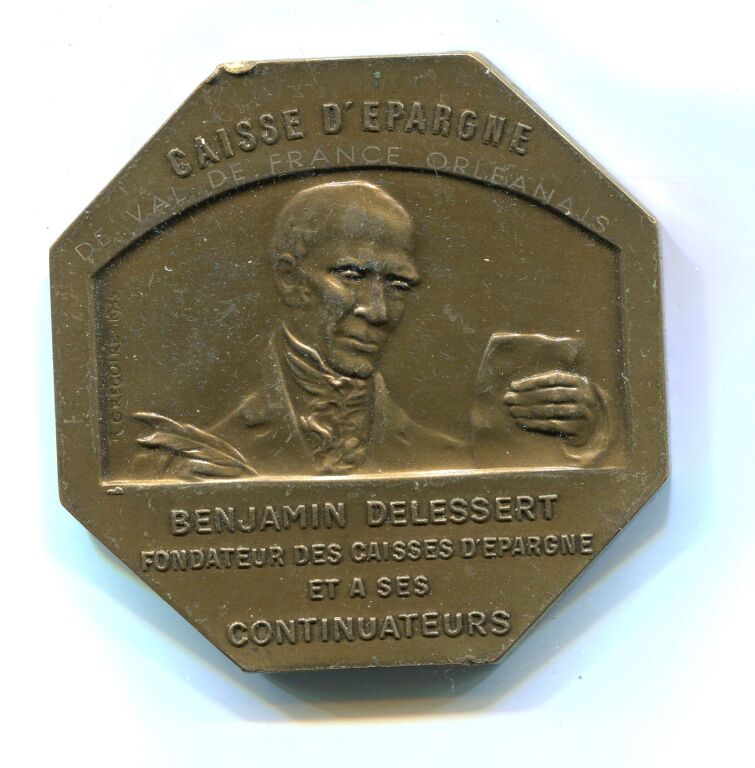 CAISSE D'EPARGNE
DE VAL DE FRANCE ORLEANAIS
BENJAMIN DELESSERT
FONDATEUR DES CAISSES D'EPARGNE
ET A SES
CONTINUATEURS